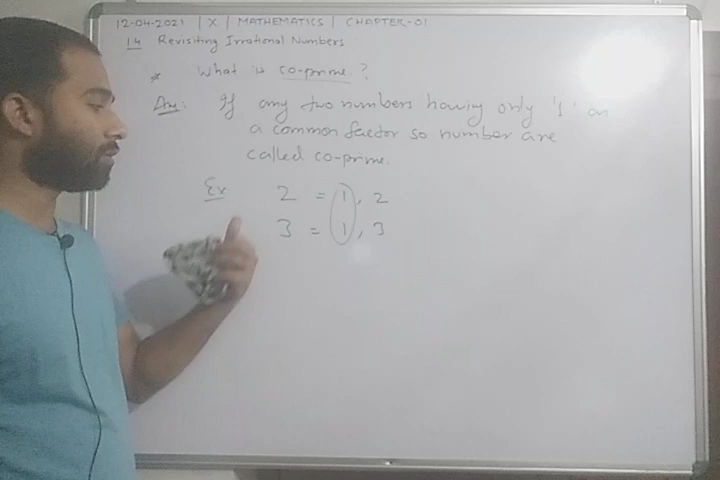 12-04-2021 | X | MATHEMATICS | CHAPTER-01
1.4 Revisiting Irrational Numbers
* What is co-prime ?
Ans: If any two numbers having only '1' as
a common factor so number are
called co-prime.
Ex 2 = 1, 2
3 = 1, 3